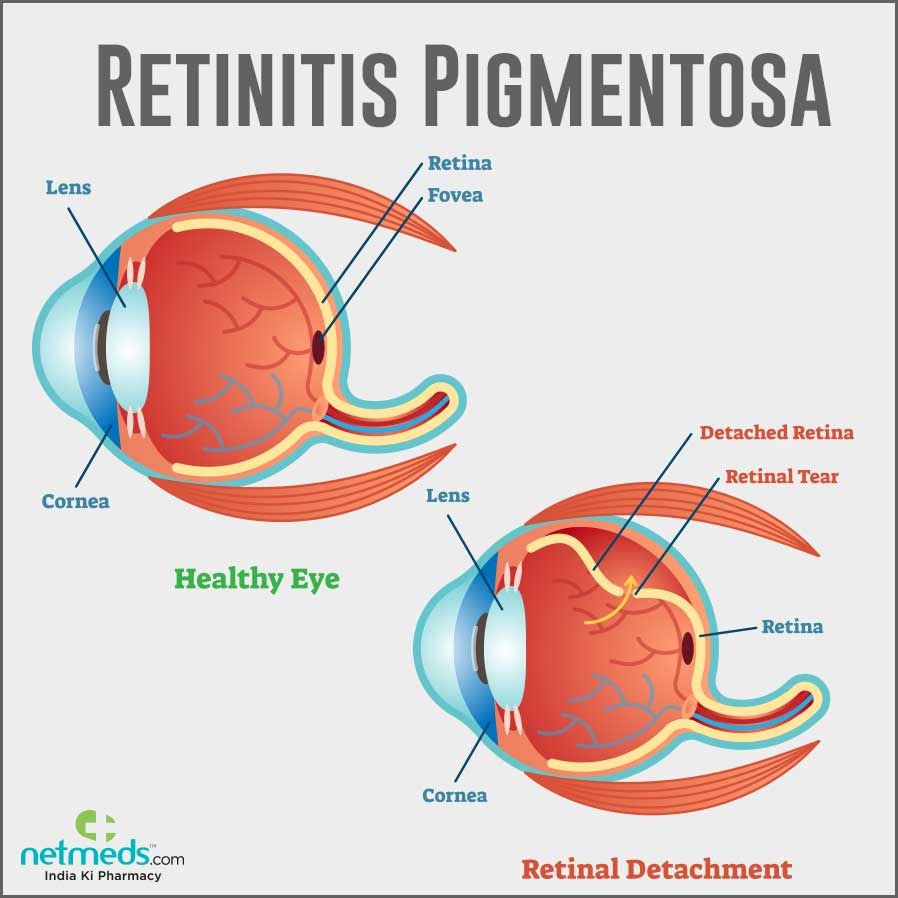 RETINITIS PIGMENTOSA
Retina
Lens
Fovea
Cornea
Healthy Eye
Detached Retina
Retinal Tear
Lens
Retina
Cornea
Retinal Detachment
netmeds.com™
India Ki Pharmacy